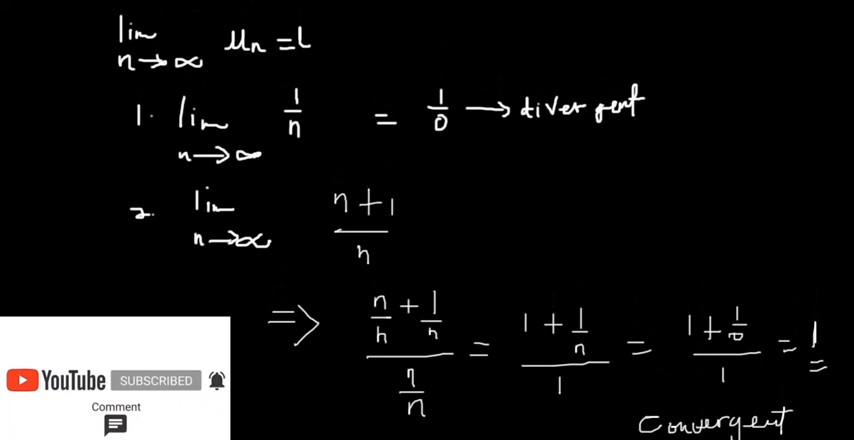 lim n→∞ Un = L
1. lim n→∞ 1/n = 1/0 → divergent
2. lim n→∞ (n + 1)/n
⇒ (n/n + 1/n)/(n/n) = (1 + 1/n)/1 = (1 + 1/0)/1 = 1
Convergent
YouTube SUBSCRIBED
Comment